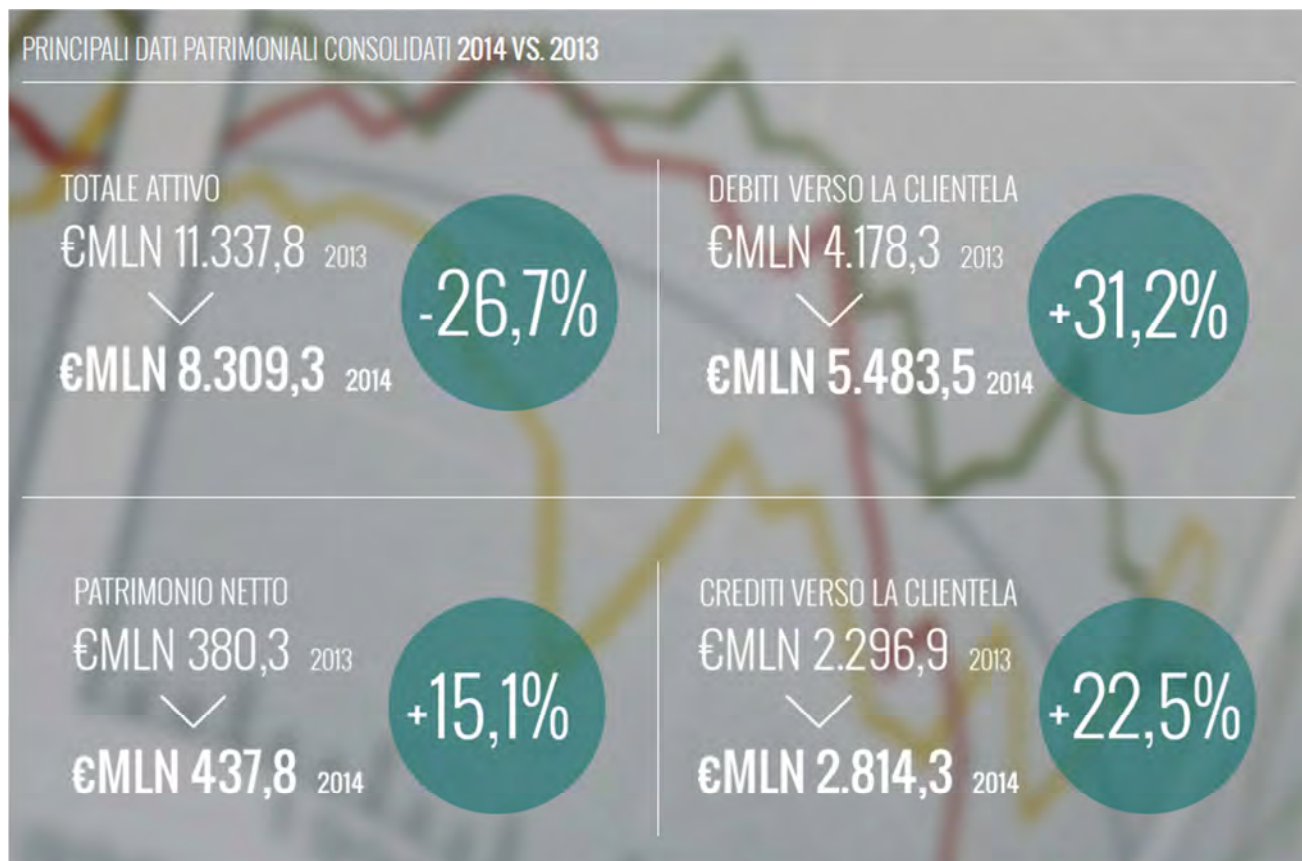 PRINCIPALI DATI PATRIMONIALI CONSOLIDATI 2014 VS. 2013
TOTALE ATTIVO
€MLN 11.337,8 2013
€MLN 8.309,3 2014
-26,7%
DEBITI VERSO LA CLIENTELA
€MLN 4.178,3 2013
€MLN 5.483,5 2014
+31,2%
PATRIMONIO NETTO
€MLN 380,3 2013
€MLN 437,8 2014
+15,1%
CREDITI VERSO LA CLIENTELA
€MLN 2.296,9 2013
€MLN 2.814,3 2014
+22,5%